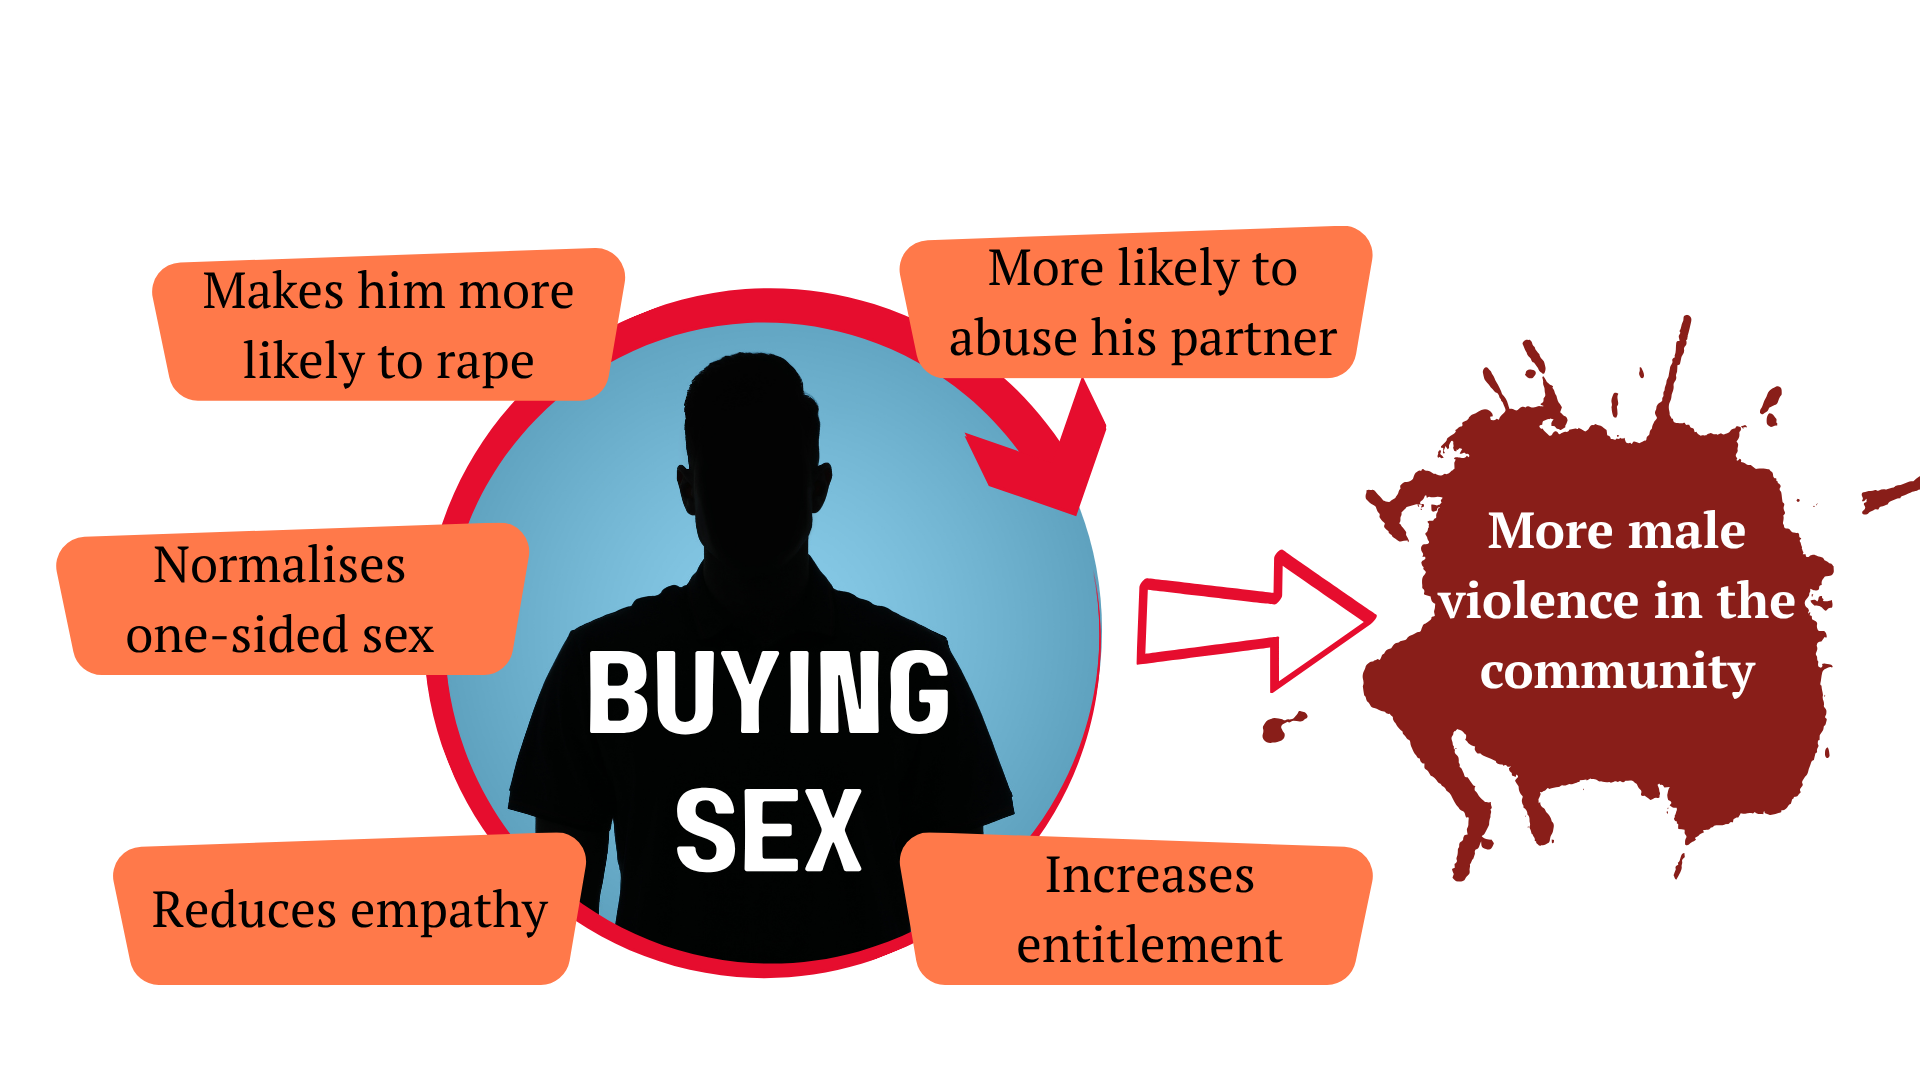 Makes him more
likely to rape
More likely to
abuse his partner
Normalises
one-sided sex
BUYING
SEX
More male
violence in the
community
Reduces empathy
Increases
entitlement